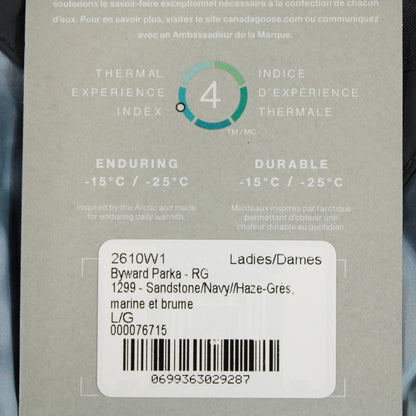 soutenons le savoir-faire exceptionnel nécessaire à la confection de chacun
d'eux. Pour en savoir plus, visitez le site canadagoose.com ou communiquez
avec un Ambassadeur de la Marque.
THERMAL
EXPERIENCE
INDEX
4
TM/MC
INDICE
D'EXPÉRIENCE
THERMALE
ENDURING
-15°C / -25°C
Inspired by the Arctic and made
for enduring daily warmth
DURABLE
-15°C / -25°C
Manteaux inspirés par l'arctique
permettant d'obtenir une
chaleur durable au quotidien
2610W1 Ladies/Dames
Byward Parka - RG
1299 - Sandstone/Navy//Haze-Grès,
marine et brume
L/G
000076715
0699363029287